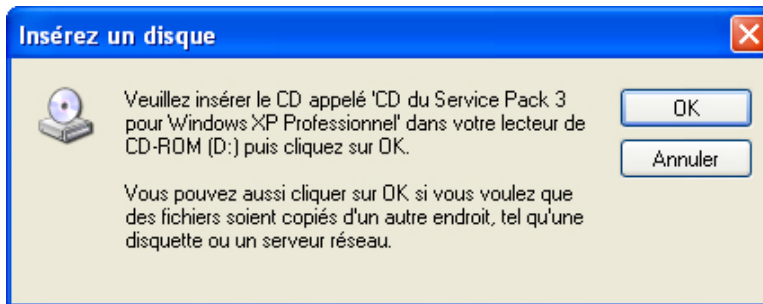 Insérez un disque
Veuillez insérer le CD appelé 'CD du Service Pack 3
pour Windows XP Professionnel' dans votre lecteur de
CD-ROM (D:) puis cliquez sur OK.
Vous pouvez aussi cliquer sur OK si vous voulez que
des fichiers soient copiés d'un autre endroit, tel qu'une
disquette ou un serveur réseau.
OK
Annuler